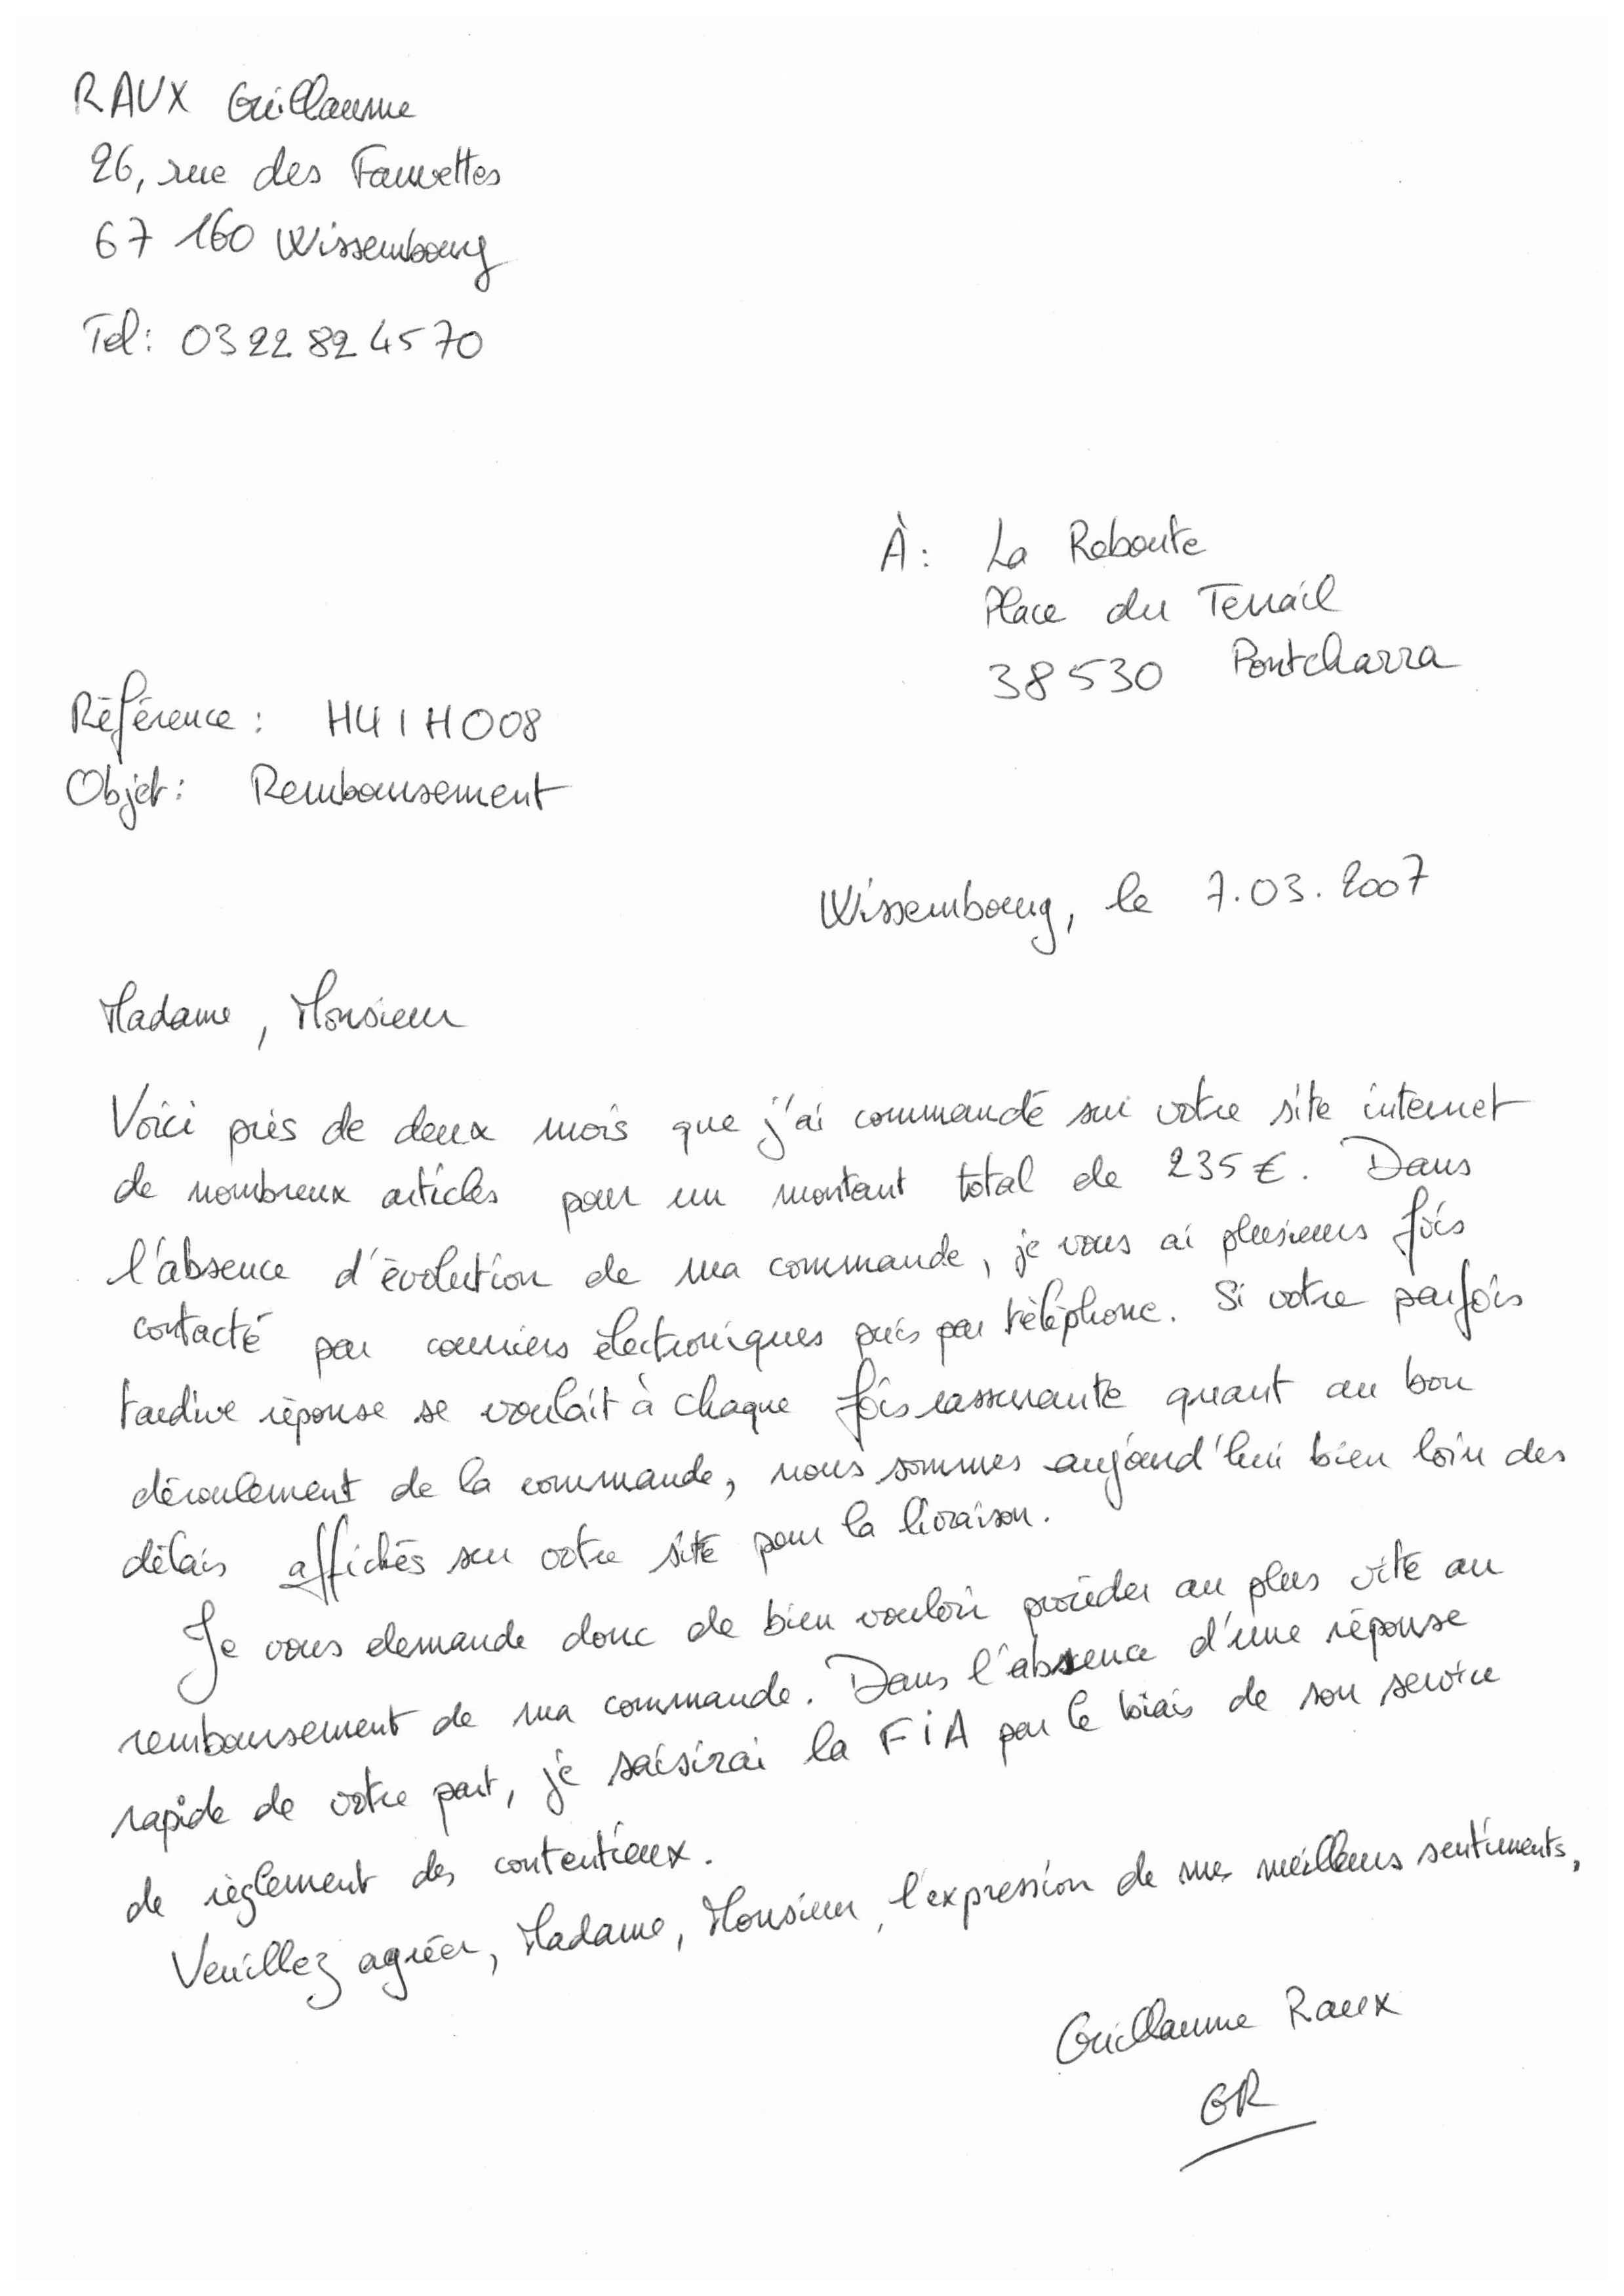 RAUX Guillaume
26, rue des Fauvettes
67 160 Wissembourg
Tel: 03 22 82 45 70
À: La Reboute
Place du Terrail
38530 Pontcharra
Référence: H41H008
Objet: Remboursement
Wissembourg, le 7.03.2007
Madame, Monsieur
Voici près de deux mois que j'ai commandé sur votre site internet
de nombreux articles pour un montant total de 235€. Dans
l'absence d'évolution de ma commande, je vous ai plusieurs fois
contacté par courriers électroniques puis par téléphone. Si votre parfois
tardive réponse se voulait à chaque fois rassurante quant au bon
déroulement de la commande, nous sommes aujourd'hui bien loin des
délais affichés sur votre site pour la livraison.
Je vous demande donc de bien vouloir procéder au plus vite au
remboursement de ma commande. Dans l'absence d'une réponse
rapide de votre part, je saisirai la FiA par le biais de son service
de règlement des contentieux.
Veuillez agréer, Madame, Monsieur, l'expression de mes meilleurs sentiments,
Guillaume Raux
GR